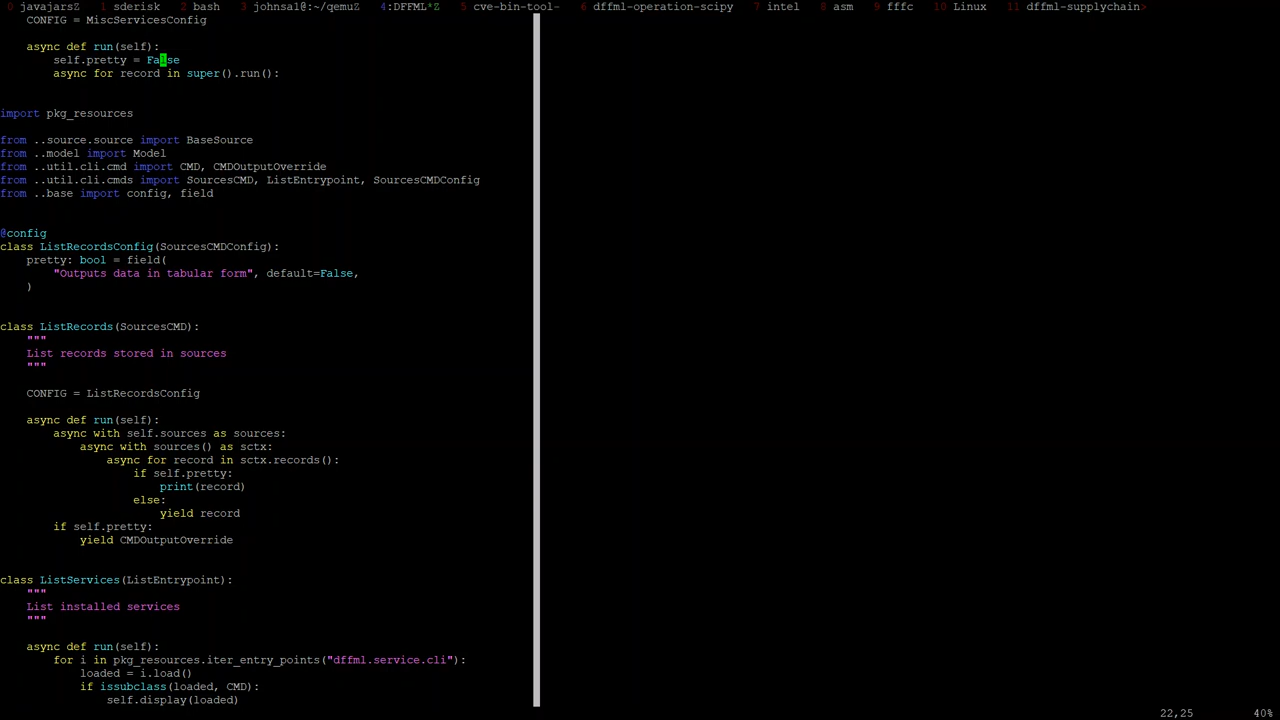 0 javajarsZ  1 sderisk  2 bash  3 johnsal@:~/qemuZ  4:DFFML*Z  5 cve-bin-tool-  6 dffml-operation-scipy  7 intel  8 asm  9 fffc  10 Linux  11 dffml-supplychain>
    CONFIG = MiscServicesConfig
    async def run(self):
        self.pretty = False
        async for record in super().run():
import pkg_resources
from ..source.source import BaseSource
from ..model import Model
from ..util.cli.cmd import CMD, CMDOutputOverride
from ..util.cli.cmds import SourcesCMD, ListEntrypoint, SourcesCMDConfig
from ..base import config, field
@config
class ListRecordsConfig(SourcesCMDConfig):
    pretty: bool = field(
        "Outputs data in tabular form", default=False,
    )
class ListRecords(SourcesCMD):
    """
    List records stored in sources
    """
    CONFIG = ListRecordsConfig
    async def run(self):
        async with self.sources as sources:
            async with sources() as sctx:
                async for record in sctx.records():
                    if self.pretty:
                        print(record)
                    else:
                        yield record
        if self.pretty:
            yield CMDOutputOverride
class ListServices(ListEntrypoint):
    """
    List installed services
    """
    async def run(self):
        for i in pkg_resources.iter_entry_points("dffml.service.cli"):
            loaded = i.load()
            if issubclass(loaded, CMD):
                self.display(loaded)
22,25  40%